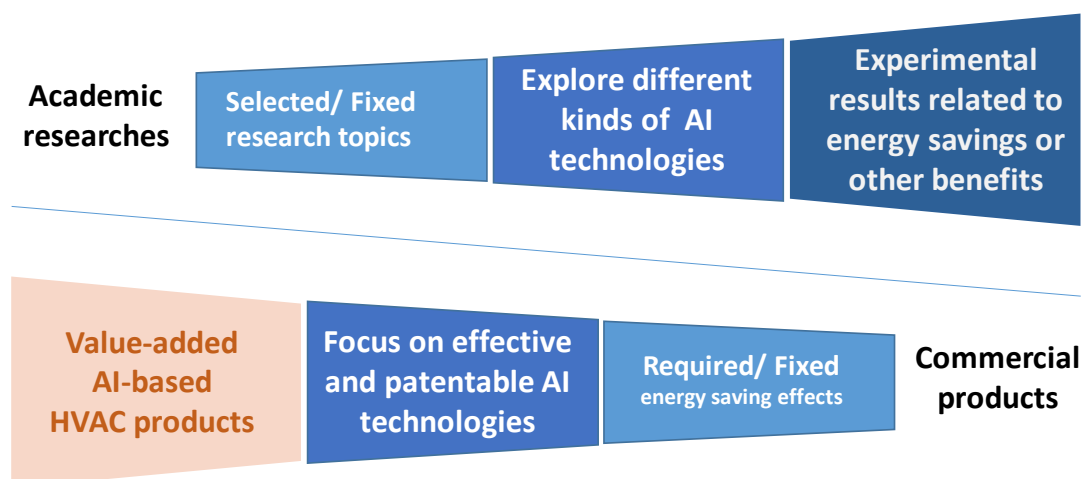 Academic
researches
Selected/ Fixed
research topics
Explore different
kinds of AI
technologies
Experimental
results related to
energy savings or
other benefits
Value-added
AI-based
HVAC products
Focus on effective
and patentable AI
technologies
Required/ Fixed
energy saving effects
Commercial
products